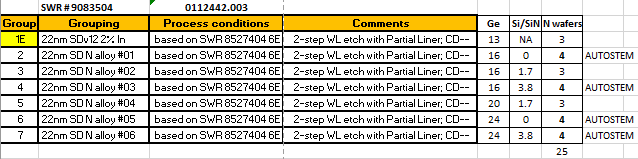 SWR #9083504 0112442.003
Group Grouping Process conditions Comments Ge Si/SiN N wafers
1E 22nm SDv12 2% In based on SWR 8527404 6E 2-step WL etch with Partial Liner; CD-- 13 NA 3
2 22nm SD N alloy #01 based on SWR 8527404 6E 2-step WL etch with Partial Liner; CD-- 16 0 4 AUTOSTEM
3 22nm SD N alloy #02 based on SWR 8527404 6E 2-step WL etch with Partial Liner; CD-- 16 1.7 3
4 22nm SD N alloy #03 based on SWR 8527404 6E 2-step WL etch with Partial Liner; CD-- 16 3.8 4 AUTOSTEM
5 22nm SD N alloy #04 based on SWR 8527404 6E 2-step WL etch with Partial Liner; CD-- 20 1.7 3
6 22nm SD N alloy #05 based on SWR 8527404 6E 2-step WL etch with Partial Liner; CD-- 24 0 4 AUTOSTEM
7 22nm SD N alloy #06 based on SWR 8527404 6E 2-step WL etch with Partial Liner; CD-- 24 3.8 4 AUTOSTEM
25